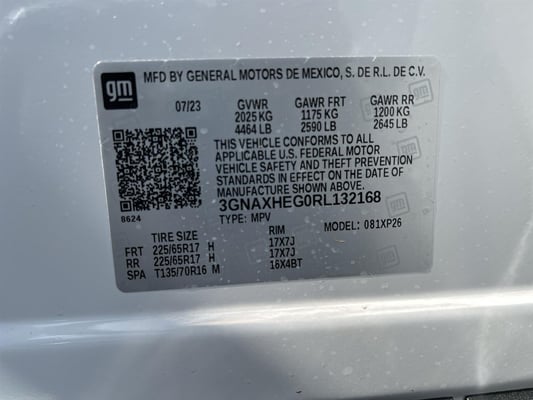 gm MFD BY GENERAL MOTORS DE MEXICO, S. DE R.L. DE C.V.
07/23 GVWR GAWR FRT GAWR RR
2025 KG 1175 KG 1200 KG
4464 LB 2590 LB 2645 LB
THIS VEHICLE CONFORMS TO ALL
APPLICABLE U.S. FEDERAL MOTOR
VEHICLE SAFETY AND THEFT PREVENTION
STANDARDS IN EFFECT ON THE DATE OF
MANUFACTURE SHOWN ABOVE.
3GNAXHEG0RL132168
8624
TYPE: MPV MODEL: 081XP26
TIRE SIZE RIM
FRT 225/65R17 H 17X7J
RR 225/65R17 H 17X7J
SPA T135/70R16 M 16X4BT